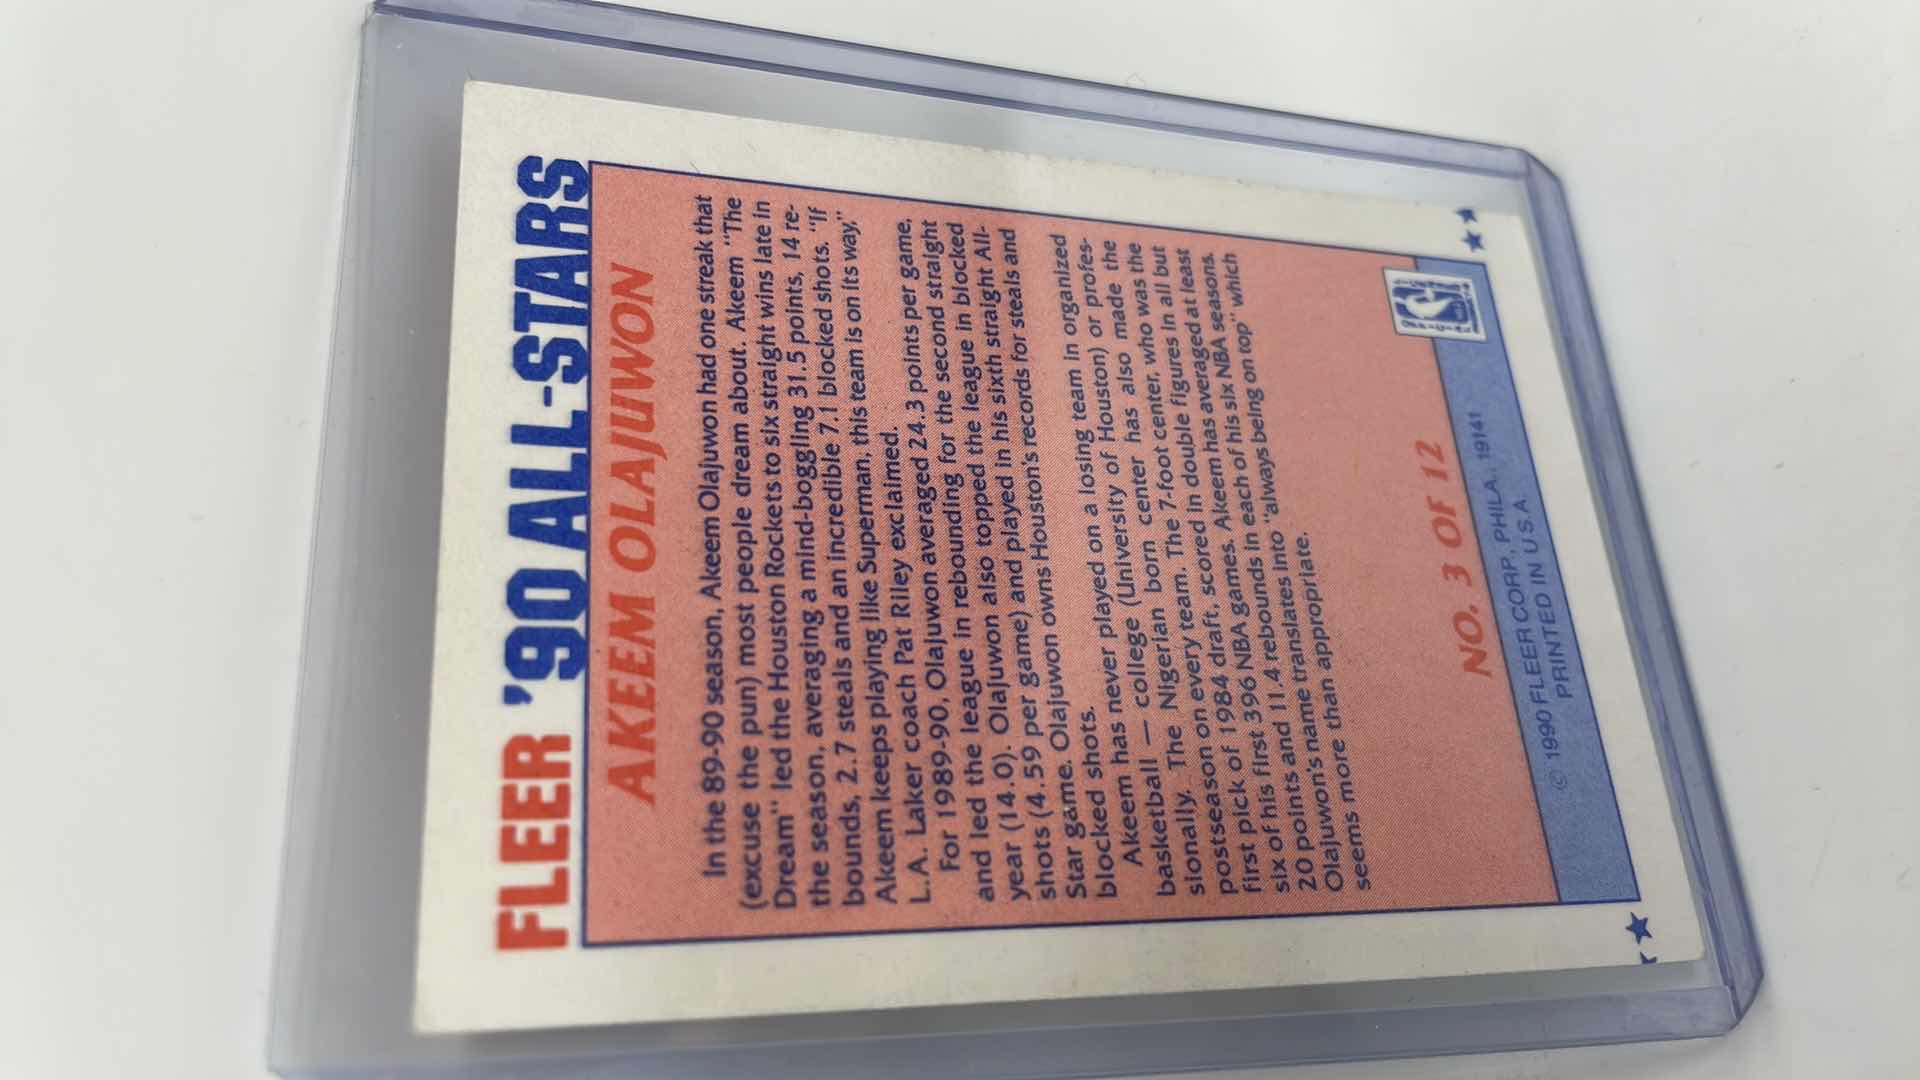 FLEER '90 ALL-STARS
AKEEM OLAJUWON
In the 89-90 season, Akeem Olajuwon had one streak that
(excuse the pun) most people dream about. Akeem "The
Dream" led the Houston Rockets to six straight wins late in
the season, averaging a mind-boggling 31.5 points, 14 re-
bounds, 2.7 steals and an incredible 7.1 blocked shots. "If
Akeem keeps playing like Superman, this team is on its way,"
L.A. Laker coach Pat Riley exclaimed.
For 1989-90, Olajuwon averaged 24.3 points per game,
and led the league in rebounding for the second straight
year (14.0). Olajuwon also topped the league in blocked
shots (4.59 per game) and played in his sixth straight All-
Star game. Olajuwon owns Houston's records for steals and
blocked shots.
Akeem has never played on a losing team in organized
basketball — college (University of Houston) or profes-
sionally. The Nigerian born center has also made the
postseason on every team. The 7-foot center, who was the
first pick of 1984 draft, scored in double figures in all but
six of his first 396 NBA games. Akeem has averaged at least
20 points and 11.4 rebounds in each of his six NBA seasons.
Olajuwon's name translates into "always being on top" which
seems more than appropriate.
NO. 3 OF 12
© 1990 FLEER CORP., PHILA., 19141
PRINTED IN U.S.A.